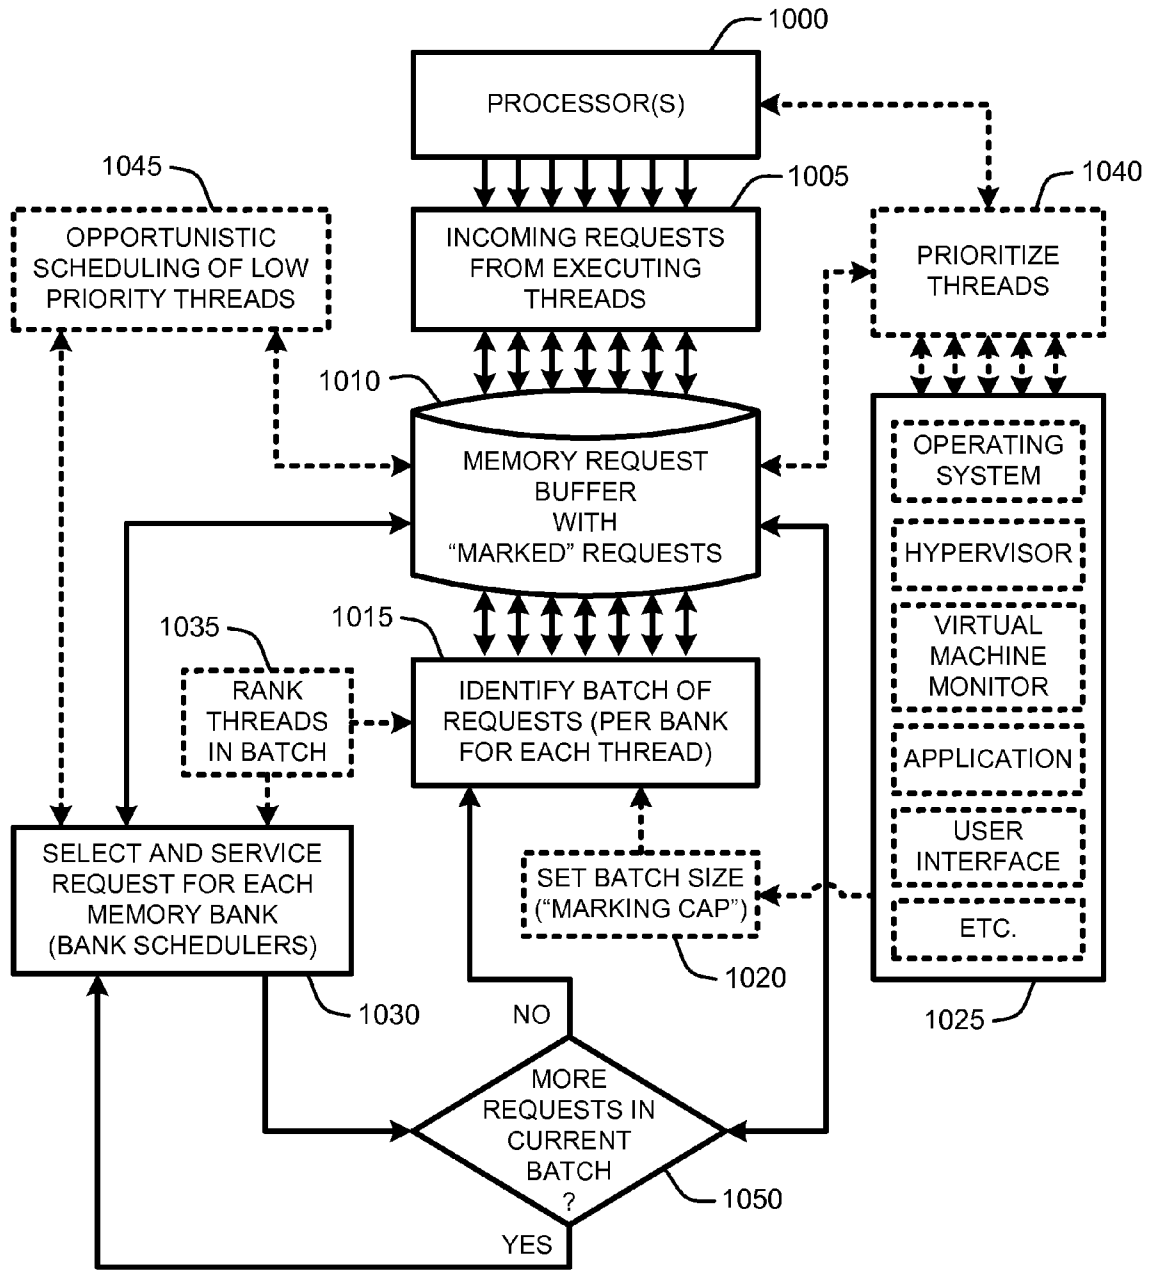 1000
PROCESSOR(S)
1045
1005
1040
OPPORTUNISTIC
SCHEDULING OF LOW
PRIORITY THREADS
INCOMING REQUESTS
FROM EXECUTING
THREADS
PRIORITIZE
THREADS
1010
MEMORY REQUEST
BUFFER
WITH
“MARKED” REQUESTS
OPERATING
SYSTEM
HYPERVISOR
VIRTUAL
MACHINE
MONITOR
APPLICATION
USER
INTERFACE
ETC.
1025
1035
1015
RANK
THREADS
IN BATCH
IDENTIFY BATCH OF
REQUESTS (PER BANK
FOR EACH THREAD)
SELECT AND SERVICE
REQUEST FOR EACH
MEMORY BANK
(BANK SCHEDULERS)
SET BATCH SIZE
(“MARKING CAP”)
1020
1030
NO
MORE
REQUESTS IN
CURRENT
BATCH
?
1050
YES